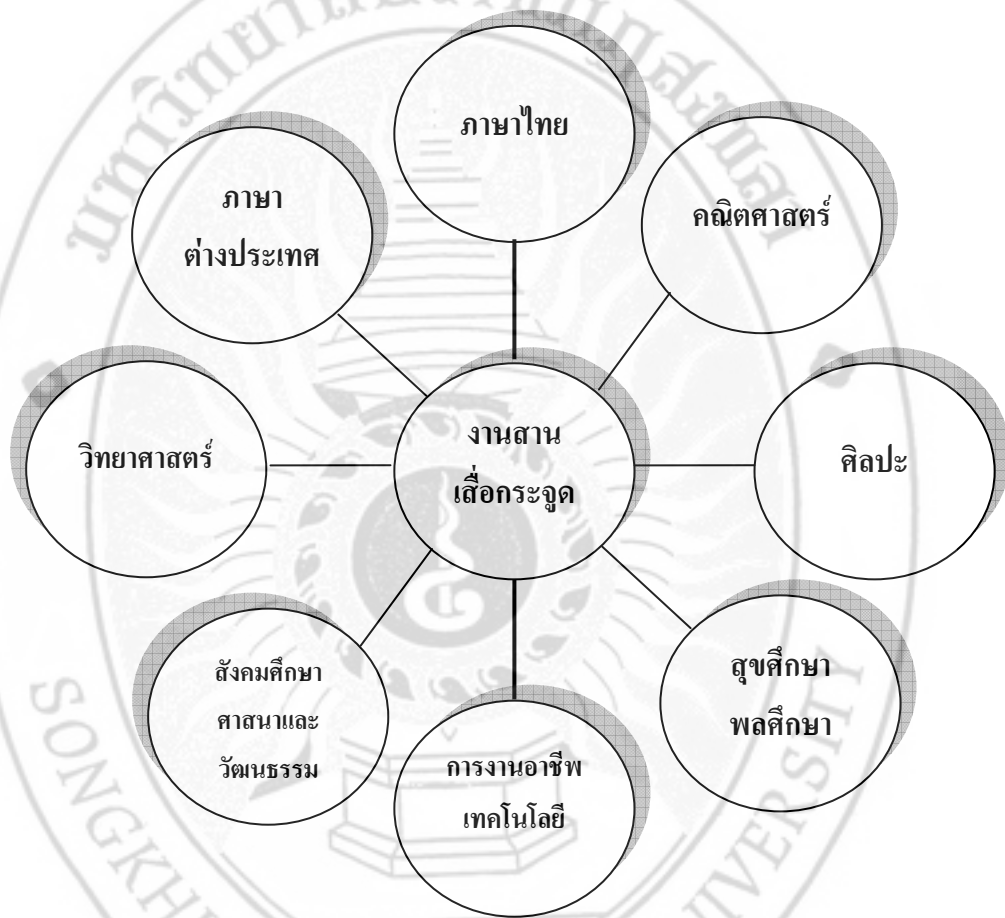 ภาษาไทย
คณิตศาสตร์
ภาษา
ต่างประเทศ
วิทยาศาสตร์
งานสาน
เสื่อกระจูด
ศิลปะ
สังคมศึกษา
ศาสนาและ
วัฒนธรรม
การงานอาชีพ
เทคโนโลยี
สุขศึกษา
พลศึกษา